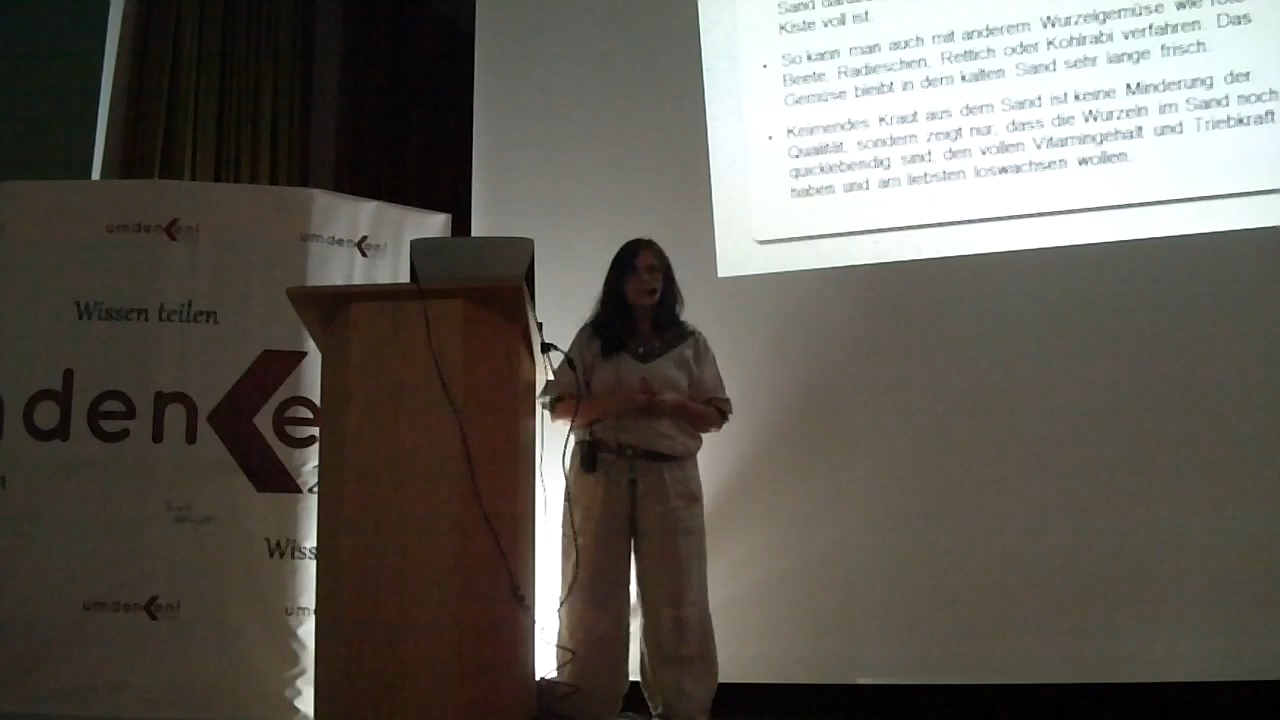 Sand
Kiste voll ist.
So kann man auch mit anderem Wurzelgemüse wie rote
Beete, Radieschen, Rettich oder Kohlrabi verfahren. Das
Gemüse bleibt in dem kalten Sand sehr lange frisch.
Keimendes Kraut aus dem Sand ist keine Minderung der
Qualität, sondern zeigt nur, dass die Wurzeln im Sand noch
quicklebendig sind, den vollen Vitamingehalt und Triebkraft
haben und am liebsten loswachsen wollen.
umdenken!
umdenken!
Wissen teilen
denke
Wiss
umdenken!
um